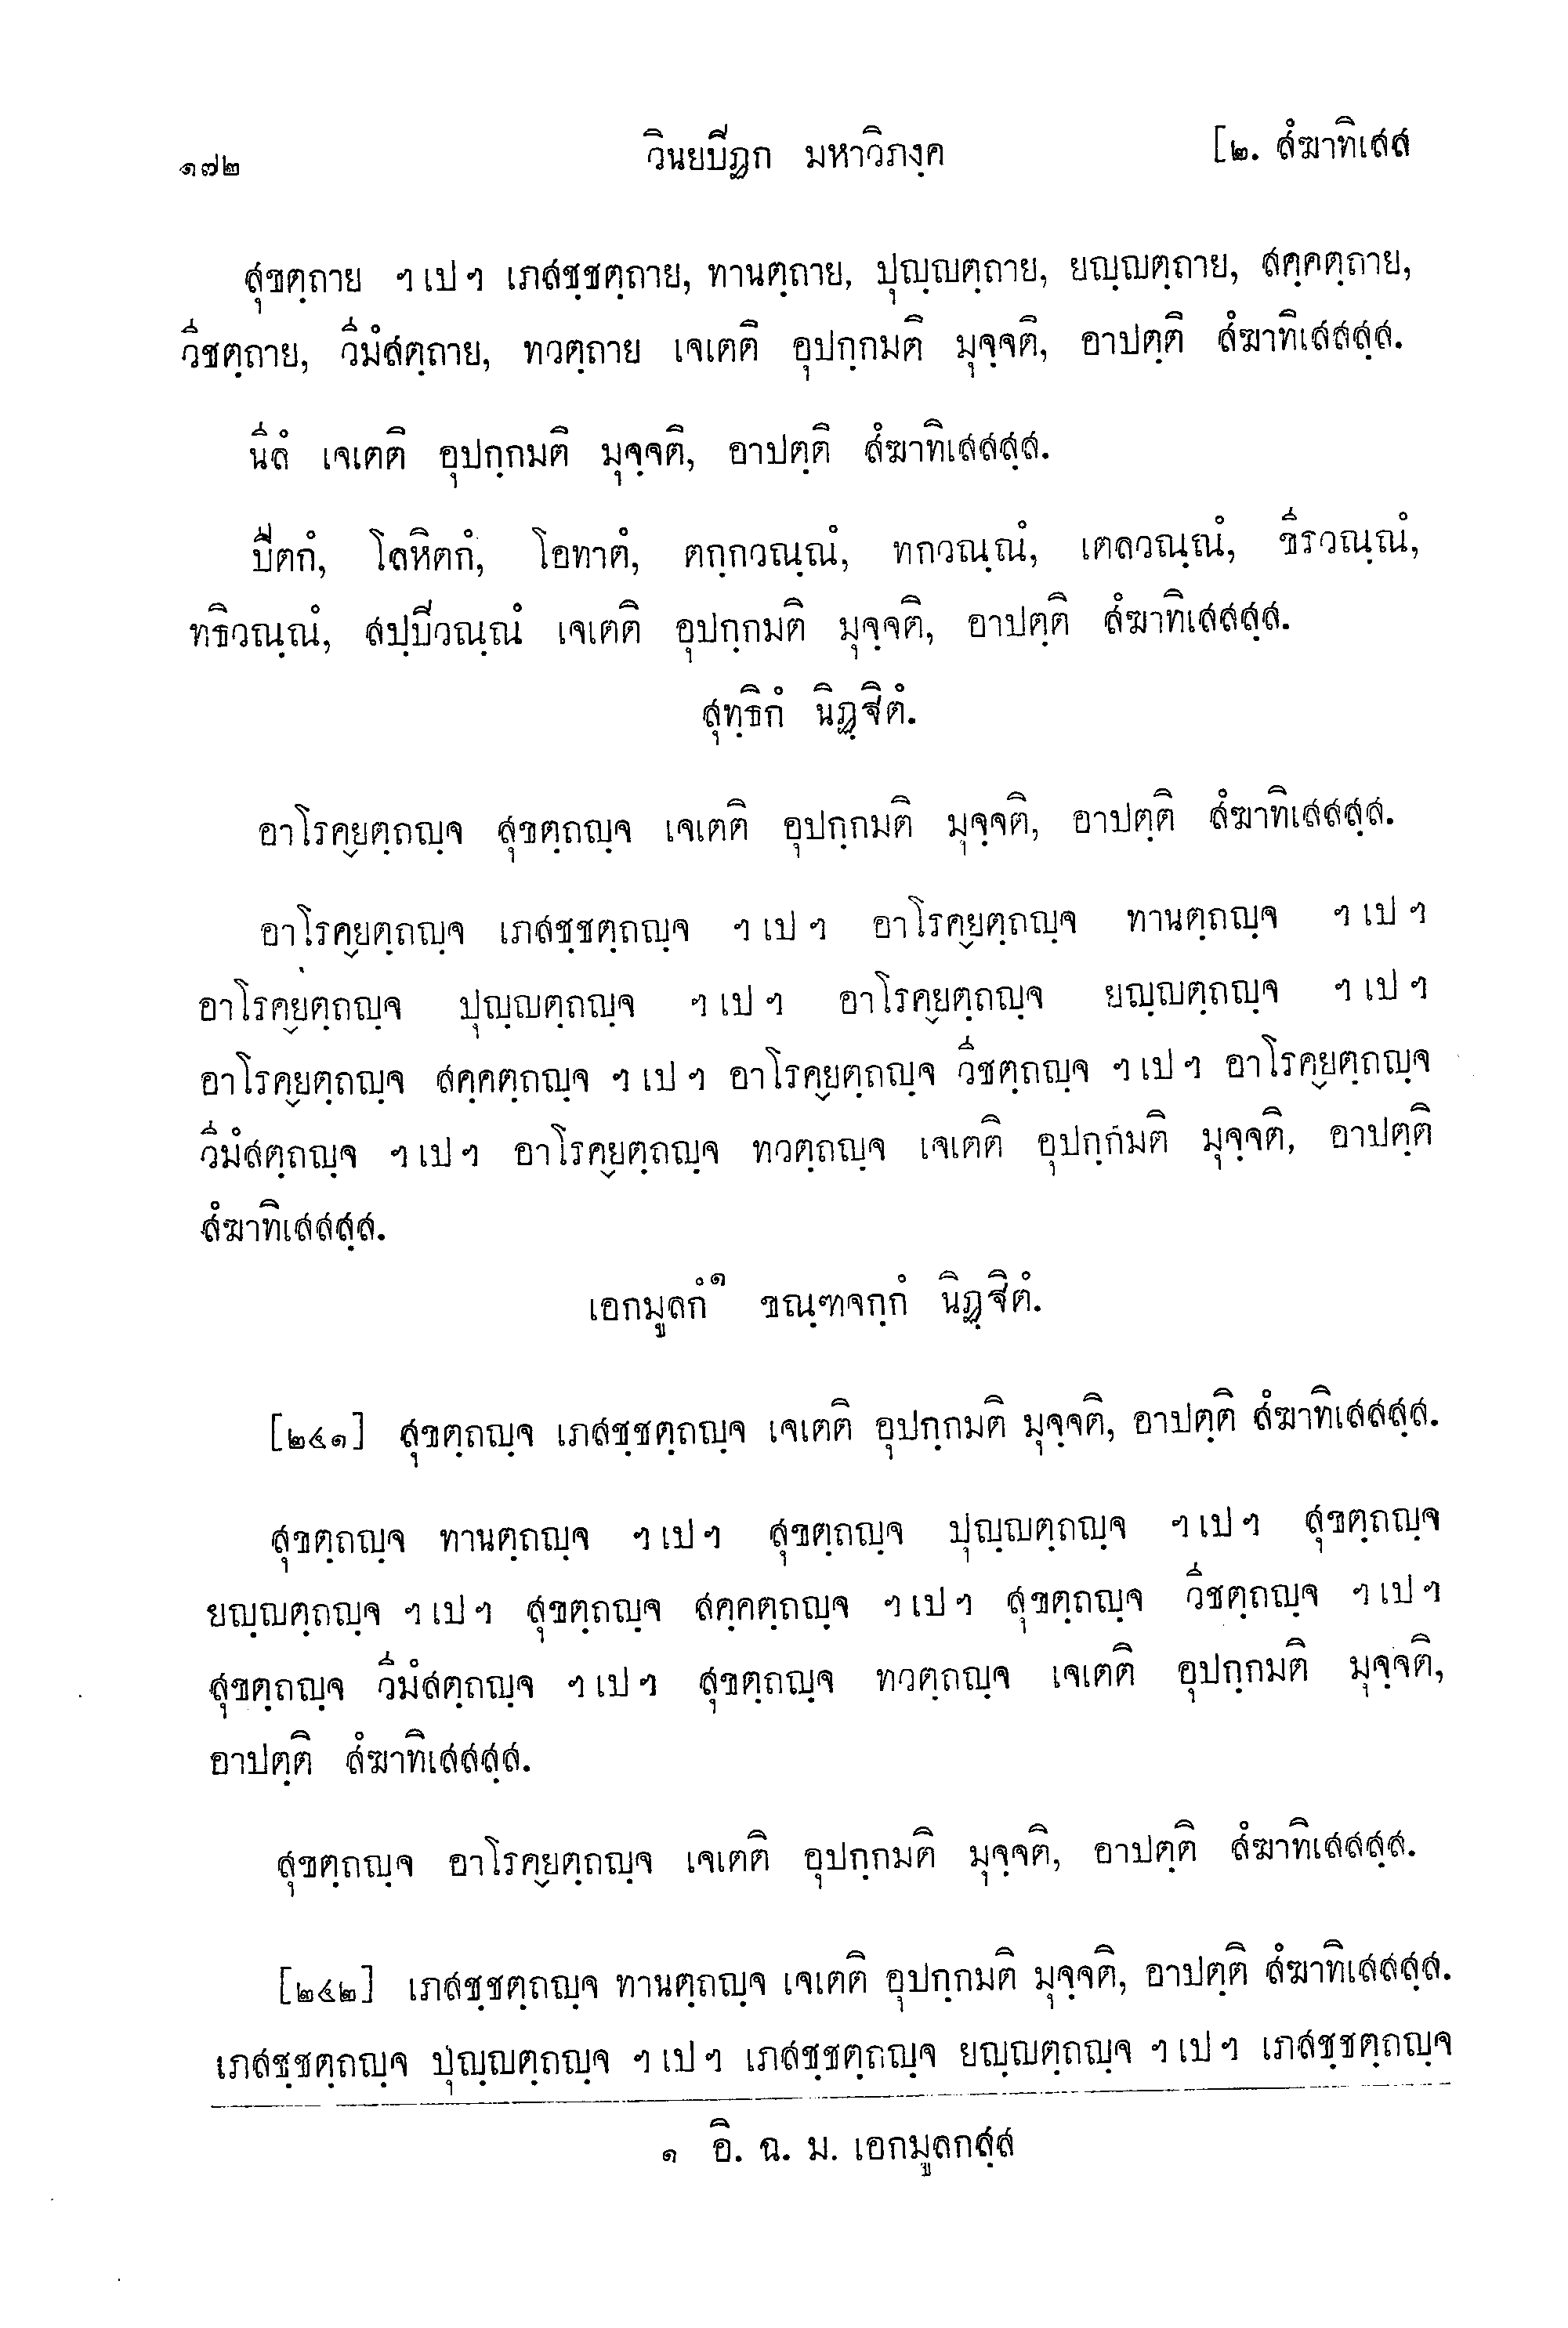 ๑๗๒ วินยปิฏก มหาวิภงฺค [๒. สํฆาทิเสส
สุขตฺถาย ฯ เป ฯ เภสชฺชตฺถาย, ทานตฺถาย, ปุญฺญตฺถาย, ยญฺญตฺถาย, สคฺคตฺถาย,
วีชตฺถาย, วีมํสตฺถาย, ทวตฺถาย เจเตติ อุปกฺกมติ มุจฺจติ, อาปตฺติ สํฆาทิเสสสฺส.
นีลํ เจเตติ อุปกฺกมติ มุจฺจติ, อาปตฺติ สํฆาทิเสสสฺส.
ปีตกํ, โลหิตกํ, โอทาตํ, ตกฺกวณฺณํ, ทกวณฺณํ, เตลวณฺณํ, ขีรวณฺณํ,
ทธิวณฺณํ, สปฺปิวณฺณํ เจเตติ อุปกฺกมติ มุจฺจติ, อาปตฺติ สํฆาทิเสสสฺส.
สุทฺธิกํ นิฏฺฐิตํ.
อาโรคฺยตฺถญฺจ สุขตฺถญฺจ เจเตติ อุปกฺกมติ มุจฺจติ, อาปตฺติ สํฆาทิเสสสฺส.
อาโรคฺยตฺถญฺจ เภสชฺชตฺถญฺจ ฯ เป ฯ อาโรคฺยตฺถญฺจ ทานตฺถญฺจ ฯ เป ฯ
อาโรคฺยตฺถญฺจ ปุญฺญตฺถญฺจ ฯ เป ฯ อาโรคฺยตฺถญฺจ ยญฺญตฺถญฺจ ฯ เป ฯ
อาโรคฺยตฺถญฺจ สคฺคตฺถญฺจ ฯ เป ฯ อาโรคฺยตฺถญฺจ วีชตฺถญฺจ ฯ เป ฯ อาโรคฺยตฺถญฺจ
วีมํสตฺถญฺจ ฯ เป ฯ อาโรคฺยตฺถญฺจ ทวตฺถญฺจ เจเตติ อุปกฺกมติ มุจฺจติ, อาปตฺติ
สํฆาทิเสสสฺส.
เอกมูลกํ๑ ขณฺฑจกฺกํ นิฏฺฐิตํ.
[๒๔๑] สุขตฺถญฺจ เภสชฺชตฺถญฺจ เจเตติ อุปกฺกมติ มุจฺจติ, อาปตฺติ สํฆาทิเสสสฺส.
สุขตฺถญฺจ ทานตฺถญฺจ ฯ เป ฯ สุขตฺถญฺจ ปุญฺญตฺถญฺจ ฯ เป ฯ สุขตฺถญฺจ
ยญฺญตฺถญฺจ ฯ เป ฯ สุขตฺถญฺจ สคฺคตฺถญฺจ ฯ เป ฯ สุขตฺถญฺจ วีชตฺถญฺจ ฯ เป ฯ
สุขตฺถญฺจ วีมํสตฺถญฺจ ฯ เป ฯ สุขตฺถญฺจ ทวตฺถญฺจ เจเตติ อุปกฺกมติ มุจฺจติ,
อาปตฺติ สํฆาทิเสสสฺส.
สุขตฺถญฺจ อาโรคฺยตฺถญฺจ เจเตติ อุปกฺกมติ มุจฺจติ, อาปตฺติ สํฆาทิเสสสฺส.
[๒๔๒] เภสชฺชตฺถญฺจ ทานตฺถญฺจ เจเตติ อุปกฺกมติ มุจฺจติ, อาปตฺติ สํฆาทิเสสสฺส.
เภสชฺชตฺถญฺจ ปุญฺญตฺถญฺจ ฯ เป ฯ เภสชฺชตฺถญฺจ ยญฺญตฺถญฺจ ฯ เป ฯ เภสชฺชตฺถญฺจ
๑ อิ. ฉ. ม. เอกมูลกสฺส